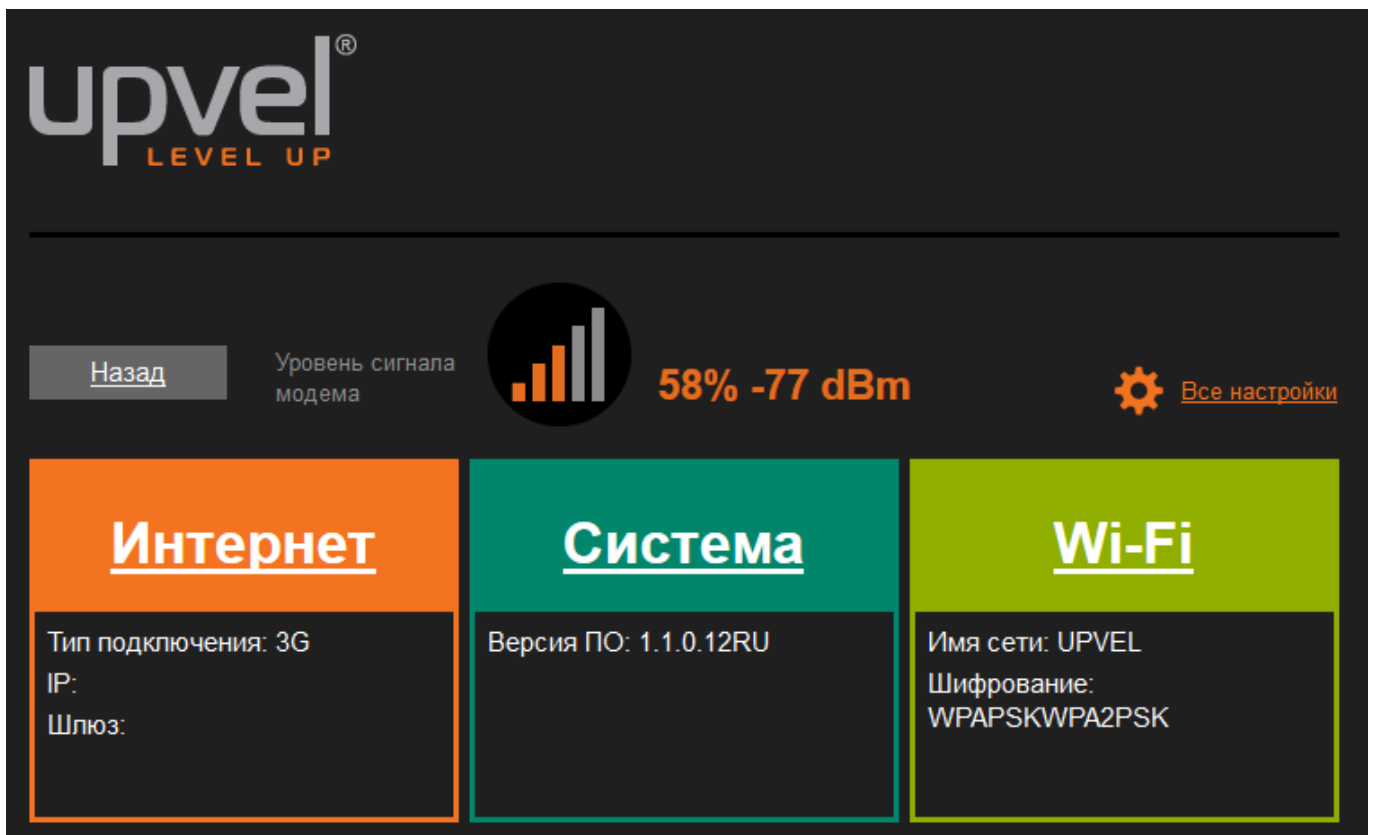 upvel®
LEVEL UP
Назад
Уровень сигнала
модема
58% -77 dBm
Все настройки
Интернет
Тип подключения: 3G
IP:
Шлюз:
Система
Версия ПО: 1.1.0.12RU
Wi-Fi
Имя сети: UPVEL
Шифрование:
WPAPSKWPA2PSK